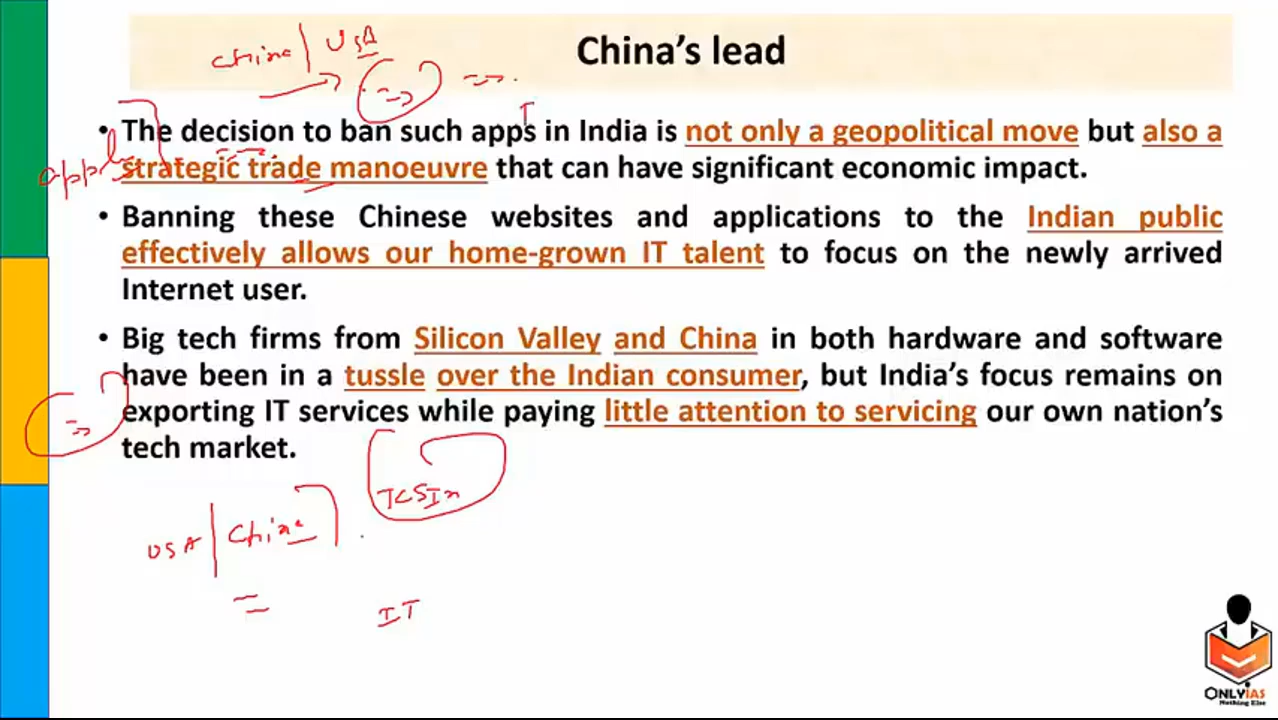 China | USA
China's lead
• The decision to ban such apps in India is not only a geopolitical move but also a
strategic trade manoeuvre that can have significant economic impact.
• Banning these Chinese websites and applications to the Indian public
effectively allows our home-grown IT talent to focus on the newly arrived
Internet user.
• Big tech firms from Silicon Valley and China in both hardware and software
have been in a tussle over the Indian consumer, but India's focus remains on
exporting IT services while paying little attention to servicing our own nation's
tech market.
TCS In
USA | China
IT
ONLYIAS
Nothing Else